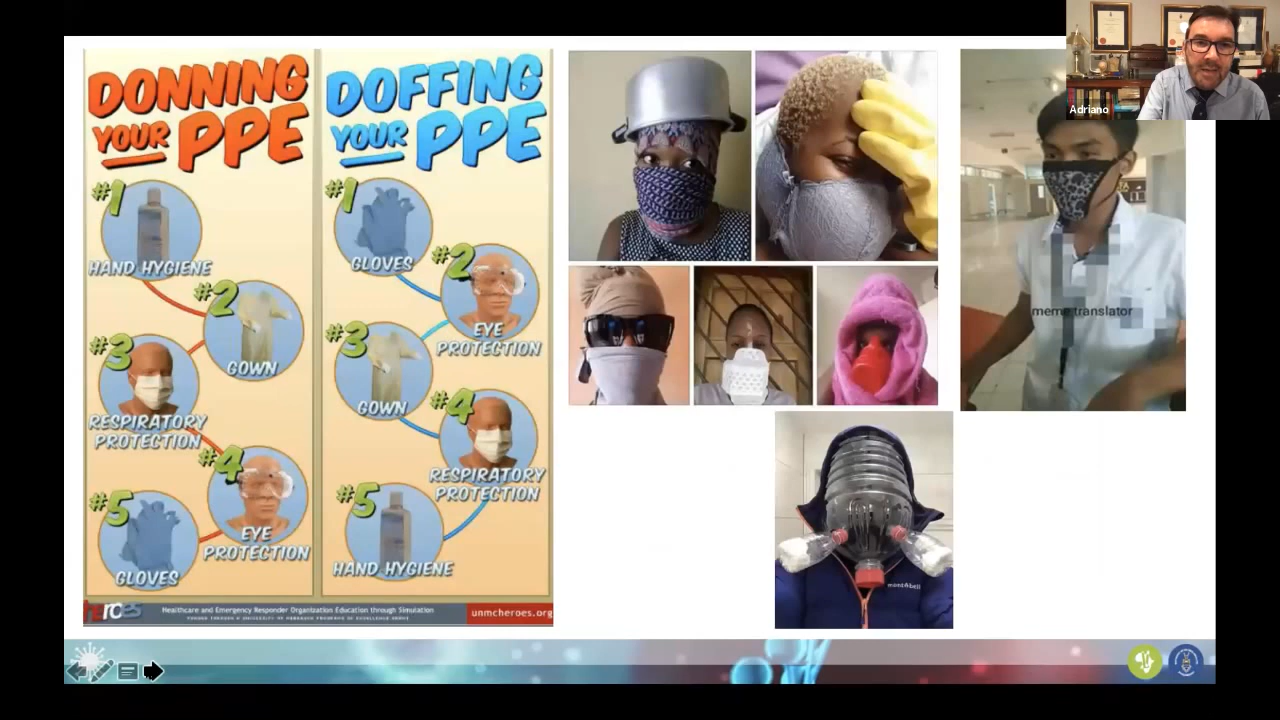 DONNING
YOUR PPE
#1
HAND HYGIENE
#2
GOWN
#3
RESPIRATORY
PROTECTION
#4
EYE
PROTECTION
#5
GLOVES
DOFFING
YOUR PPE
#1
GLOVES
#2
EYE
PROTECTION
#3
GOWN
#4
RESPIRATORY
PROTECTION
#5
HAND HYGIENE
heroes
Healthcare and Emergency Responder Organization Education through Simulation
unmcheroes.org
meme translator
montbell
Adriano